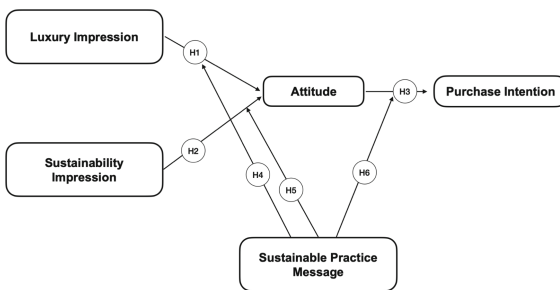 Luxury Impression
H1
Attitude
H3
Purchase Intention
Sustainability
Impression
H2
H4
H5
H6
Sustainable Practice
Message